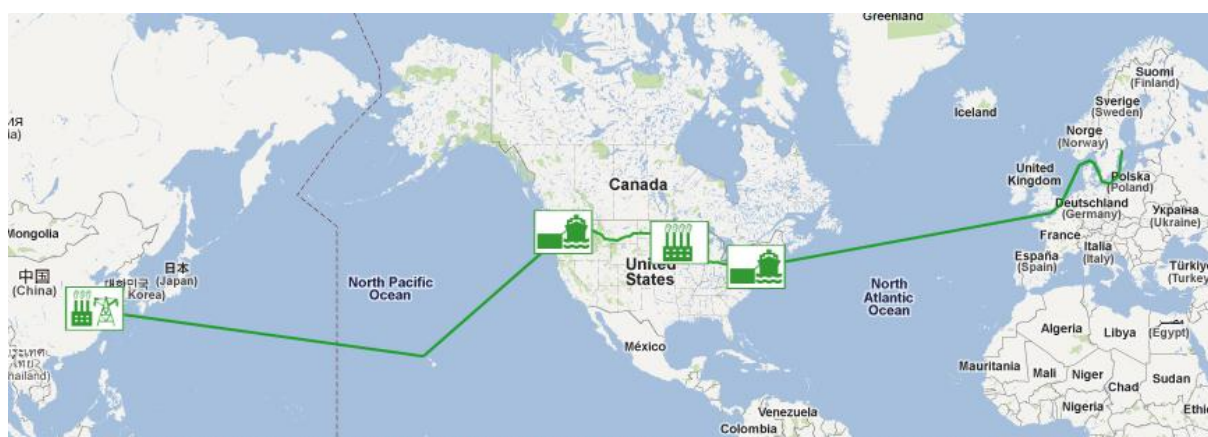 Greenland
Suomi
(Finland)
Iceland
Sverige
(Sweden)
Norge
(Norway)
United
Kingdom
Canada
Polska
(Poland)
Deutschland
(Germany)
Україна
(Ukraine)
Mongolia
France
Italia
(Italy)
España
(Spain)
中国
(China)
日本
(Japan)
Korea)
North Pacific
Ocean
United
States
North
Atlantic
Ocean
Türkiye
(Turkey
México
Algeria
Libya
(Egypt)
Mauritania
Mali
Niger
Chad
Sudan
Nigeria
Venezuela
Colombia